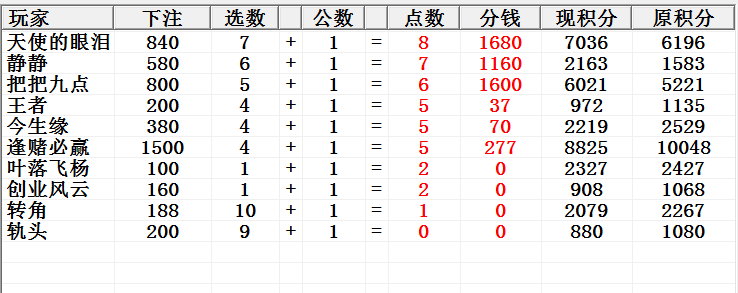 玩家 下注 选数 公数 点数 分钱 现积分 原积分
天使的眼泪 840 7 + 1 = 8 1680 7036 6196
静静 580 6 + 1 = 7 1160 2163 1583
把把九点 800 5 + 1 = 6 1600 6021 5221
王者 200 4 + 1 = 5 37 972 1135
今生缘 380 4 + 1 = 5 70 2219 2529
逢赌必赢 1500 4 + 1 = 5 277 8825 10048
叶落飞杨 100 1 + 1 = 2 0 2327 2427
创业风云 160 1 + 1 = 2 0 908 1068
转角 188 10 + 1 = 1 0 2079 2267
轨头 200 9 + 1 = 0 0 880 1080